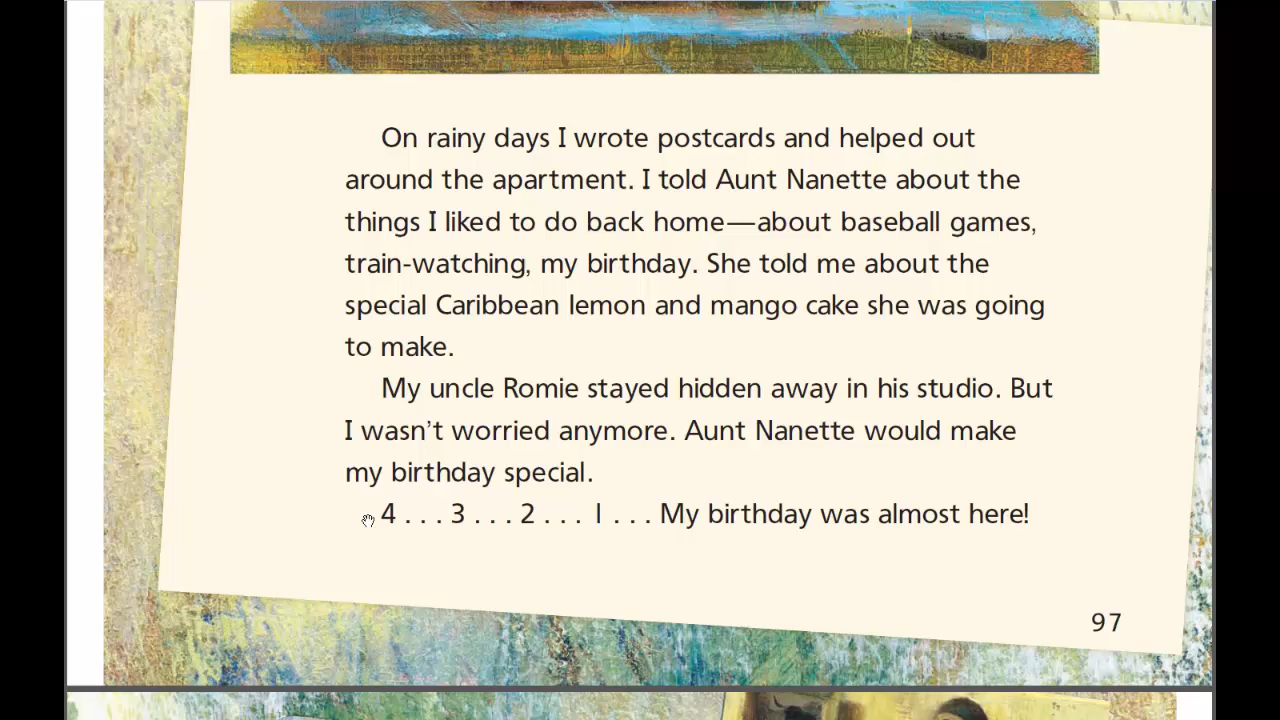 On rainy days I wrote postcards and helped out
around the apartment. I told Aunt Nanette about the
things I liked to do back home—about baseball games,
train-watching, my birthday. She told me about the
special Caribbean lemon and mango cake she was going
to make.
My uncle Romie stayed hidden away in his studio. But
I wasn’t worried anymore. Aunt Nanette would make
my birthday special.
4 . . . 3 . . . 2 . . . 1 . . . My birthday was almost here!
97